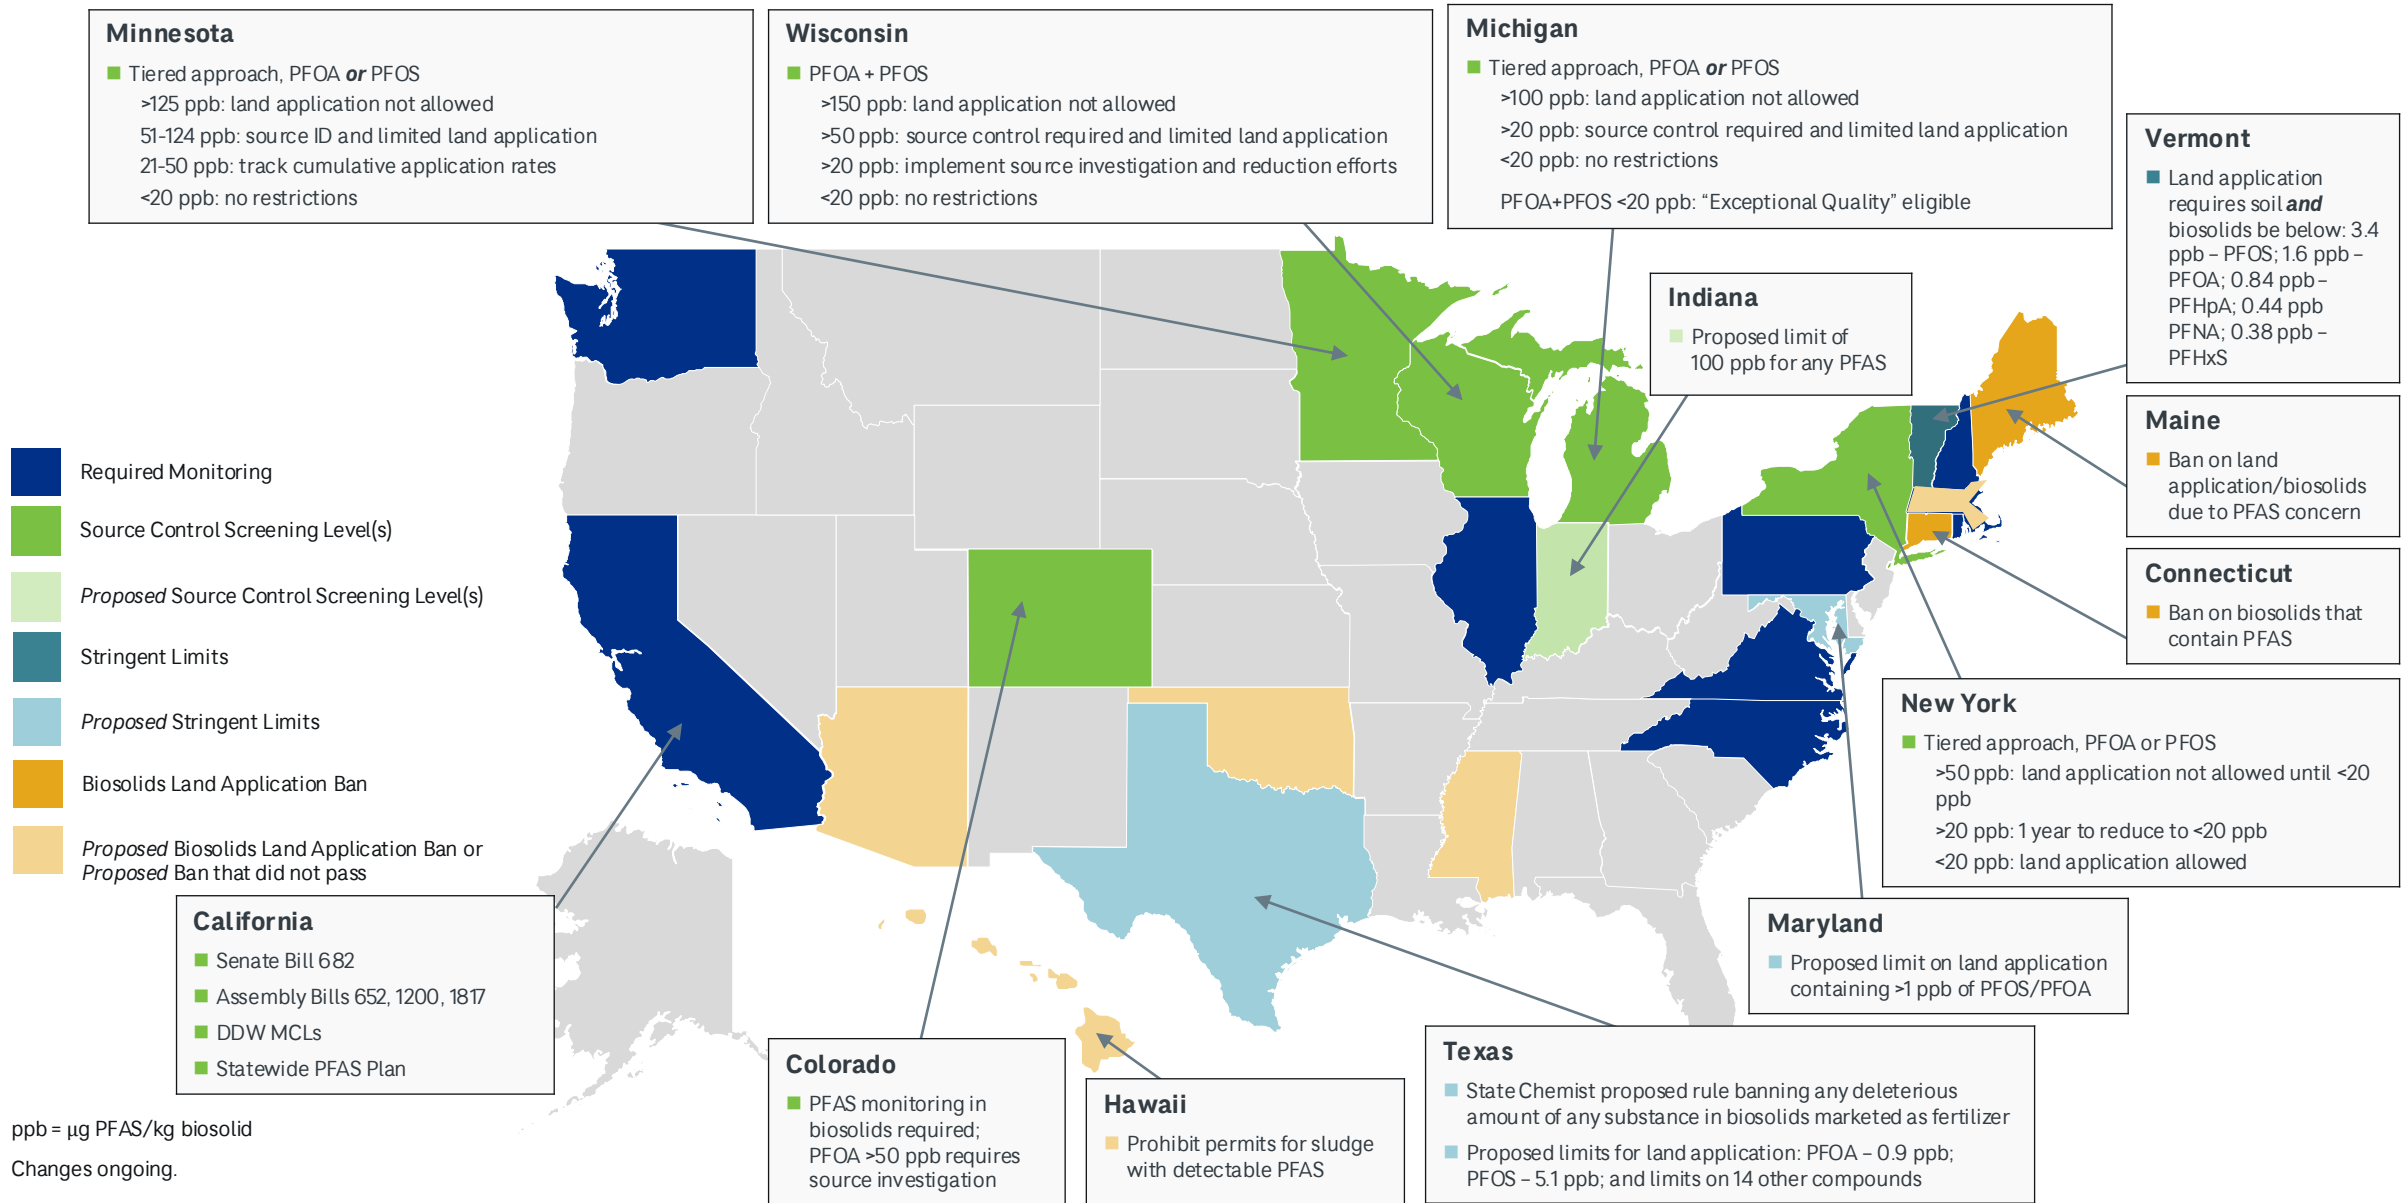 Minnesota
Tiered approach, PFOA or PFOS
>125 ppb: land application not allowed
51-124 ppb: source ID and limited land application
21-50 ppb: track cumulative application rates
<20 ppb: no restrictions
Wisconsin
PFOA + PFOS
>150 ppb: land application not allowed
>50 ppb: source control required and limited land application
>20 ppb: implement source investigation and reduction efforts
<20 ppb: no restrictions
Michigan
Tiered approach, PFOA or PFOS
>100 ppb: land application not allowed
>20 ppb: source control required and limited land application
<20 ppb: no restrictions
PFOA+PFOS <20 ppb: “Exceptional Quality” eligible
Vermont
Land application
requires soil and
biosolids be below: 3.4
ppb – PFOS; 1.6 ppb –
PFOA; 0.84 ppb –
PFHpA; 0.44 ppb
PFNA; 0.38 ppb –
PFHxS
Indiana
Proposed limit of
100 ppb for any PFAS
Maine
Ban on land
application/biosolids
due to PFAS concern
Connecticut
Ban on biosolids that
contain PFAS
Required Monitoring
Source Control Screening Level(s)
Proposed Source Control Screening Level(s)
Stringent Limits
Proposed Stringent Limits
Biosolids Land Application Ban
Proposed Biosolids Land Application Ban or
Proposed Ban that did not pass
New York
Tiered approach, PFOA or PFOS
>50 ppb: land application not allowed until <20
ppb
>20 ppb: 1 year to reduce to <20 ppb
<20 ppb: land application allowed
California
Senate Bill 682
Assembly Bills 652, 1200, 1817
DDW MCLs
Statewide PFAS Plan
Maryland
Proposed limit on land application
containing >1 ppb of PFOS/PFOA
Colorado
PFAS monitoring in
biosolids required;
PFOA >50 ppb requires
source investigation
Hawaii
Prohibit permits for sludge
with detectable PFAS
Texas
State Chemist proposed rule banning any deleterious
amount of any substance in biosolids marketed as fertilizer
Proposed limits for land application: PFOA – 0.9 ppb;
PFOS – 5.1 ppb; and limits on 14 other compounds
ppb = µg PFAS/kg biosolid
Changes ongoing.